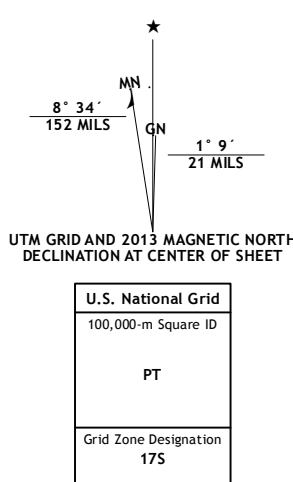 ★
MN
8° 34´
152 MILS
GN
1° 9´
21 MILS
UTM GRID AND 2013 MAGNETIC NORTH
DECLINATION AT CENTER OF SHEET
U.S. National Grid
100,000-m Square ID
PT
Grid Zone Designation
17S